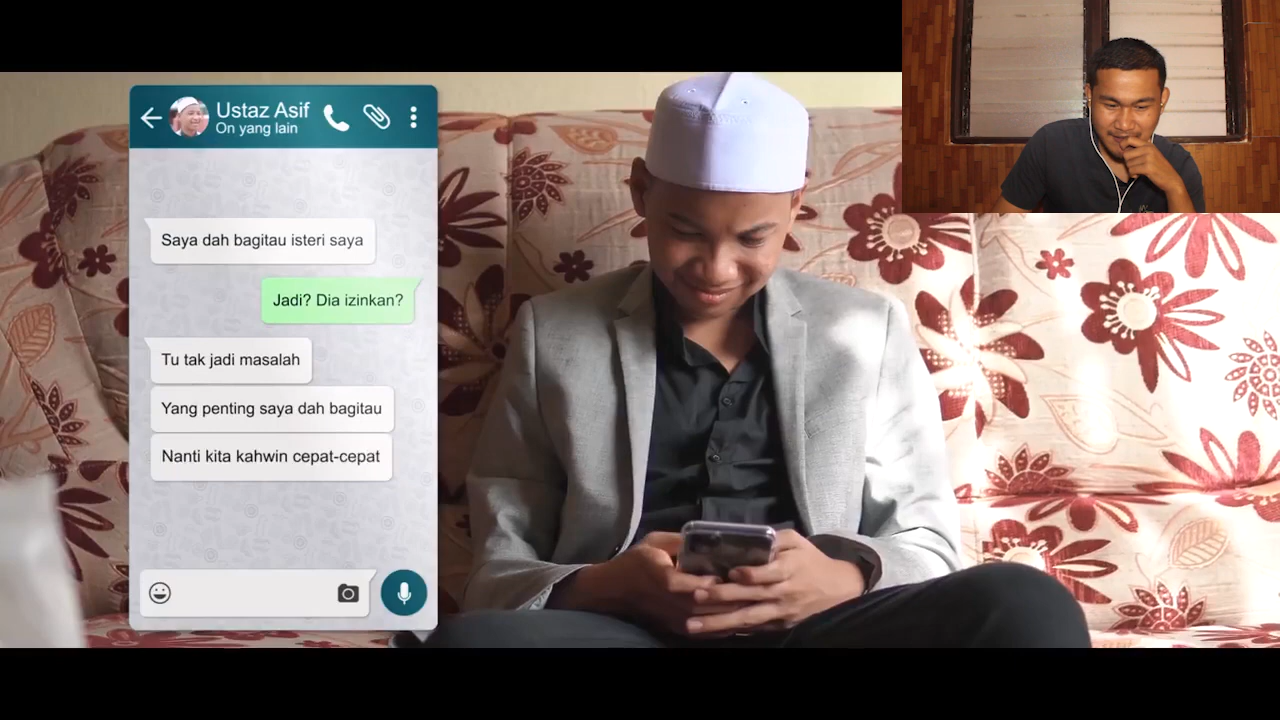 Ustaz Asif
On yang lain
Saya dah bagitau isteri saya
Jadi? Dia izinkan?
Tu tak jadi masalah
Yang penting saya dah bagitau
Nanti kita kahwin cepat-cepat